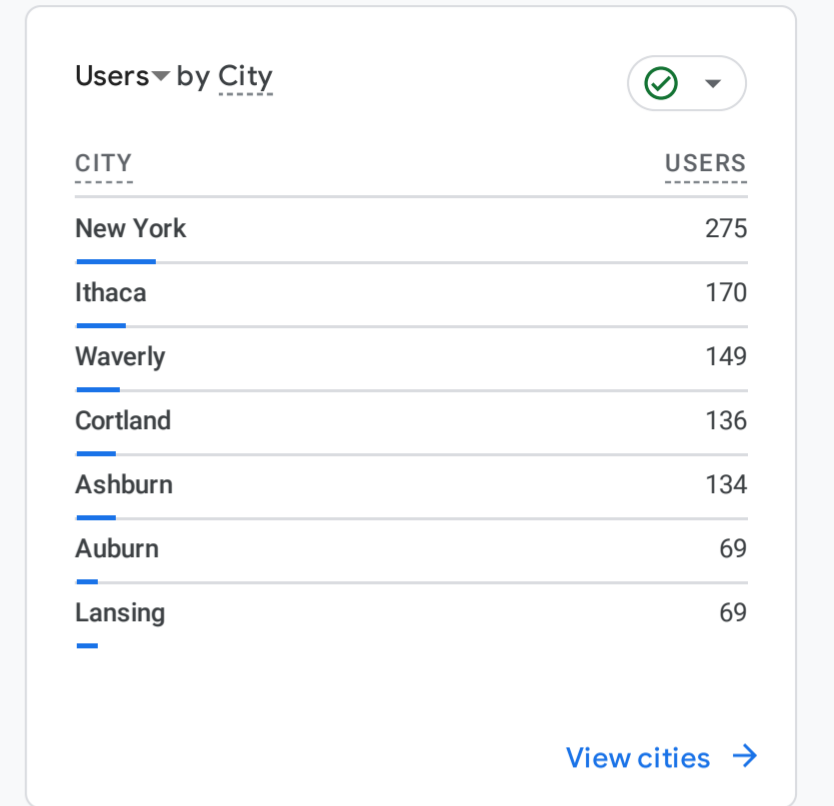 Users by City
CITY USERS
New York 275
Ithaca 170
Waverly 149
Cortland 136
Ashburn 134
Auburn 69
Lansing 69
View cities